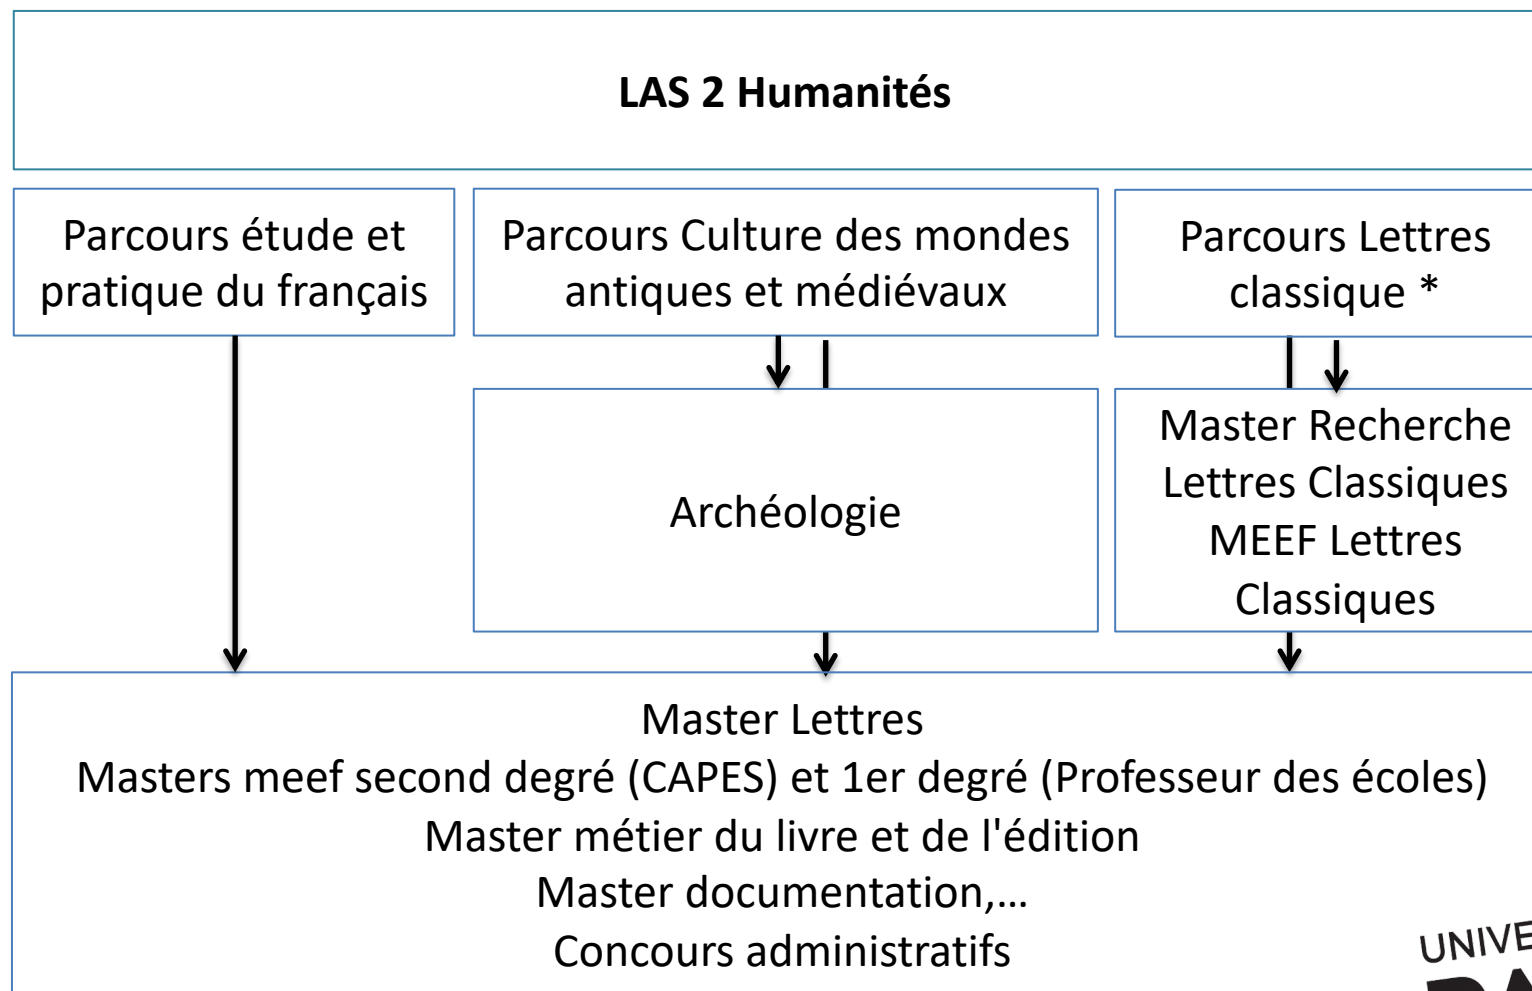 LAS 2 Humanités
Parcours étude et
pratique du français
Parcours Culture des mondes
antiques et médiévaux
Parcours Lettres
classique *
Archéologie
Master Recherche
Lettres Classiques
MEEF Lettres
Classiques
Master Lettres
Masters meef second degré (CAPES) et 1er degré (Professeur des écoles)
Master métier du livre et de l'édition
Master documentation,...
Concours administratifs